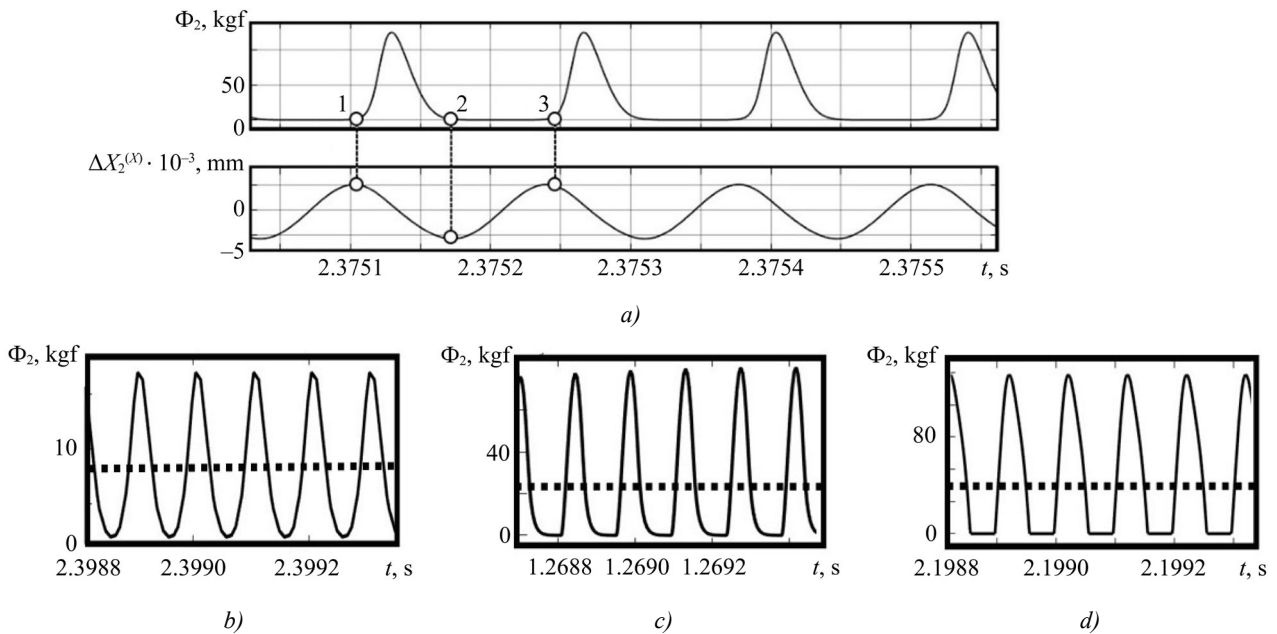 Φ₂, kgf
50
0
1 2 3
ΔX₂⁽ˣ⁾ · 10⁻³, mm
0
–5
2.3751 2.3752 2.3753 2.3754 2.3755 t, s
a)
Φ₂, kgf
10
0
2.3988 2.3990 2.3992 t, s
b)
Φ₂, kgf
40
0
1.2688 1.2690 1.2692 t, s
c)
Φ₂, kgf
80
0
2.1988 2.1990 2.1992 t, s
d)